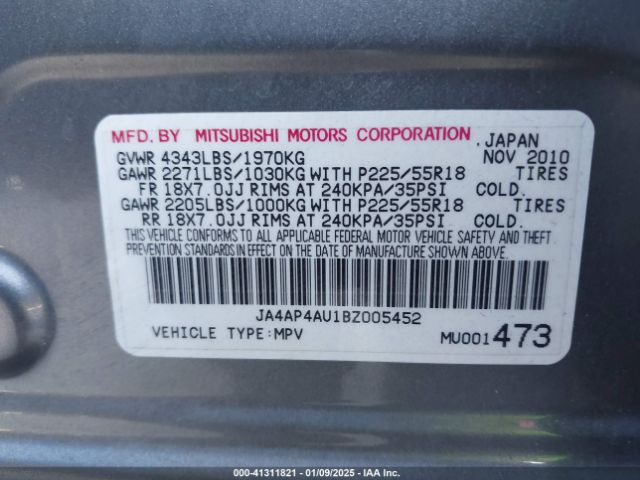 MFD. BY MITSUBISHI MOTORS CORPORATION , JAPAN
GVWR 4343LBS/1970KG NOV 2010
GAWR 2271LBS/1030KG WITH P225/55R18 TIRES
FR 18X7.0JJ RIMS AT 240KPA/35PSI COLD.
GAWR 2205LBS/1000KG WITH P225/55R18 TIRES
RR 18X7.0JJ RIMS AT 240KPA/35PSI COLD.
THIS VEHICLE CONFORMS TO ALL APPLICABLE FEDERAL MOTOR VEHICLE SAFETY AND THEFT
PREVENTION STANDARDS IN EFFECT ON THE DATE OF MANUFACTURE SHOWN ABOVE.
JA4AP4AU1BZ005452
VEHICLE TYPE:MPV MU001473
000-41311821 - 01/09/2025 - IAA Inc.